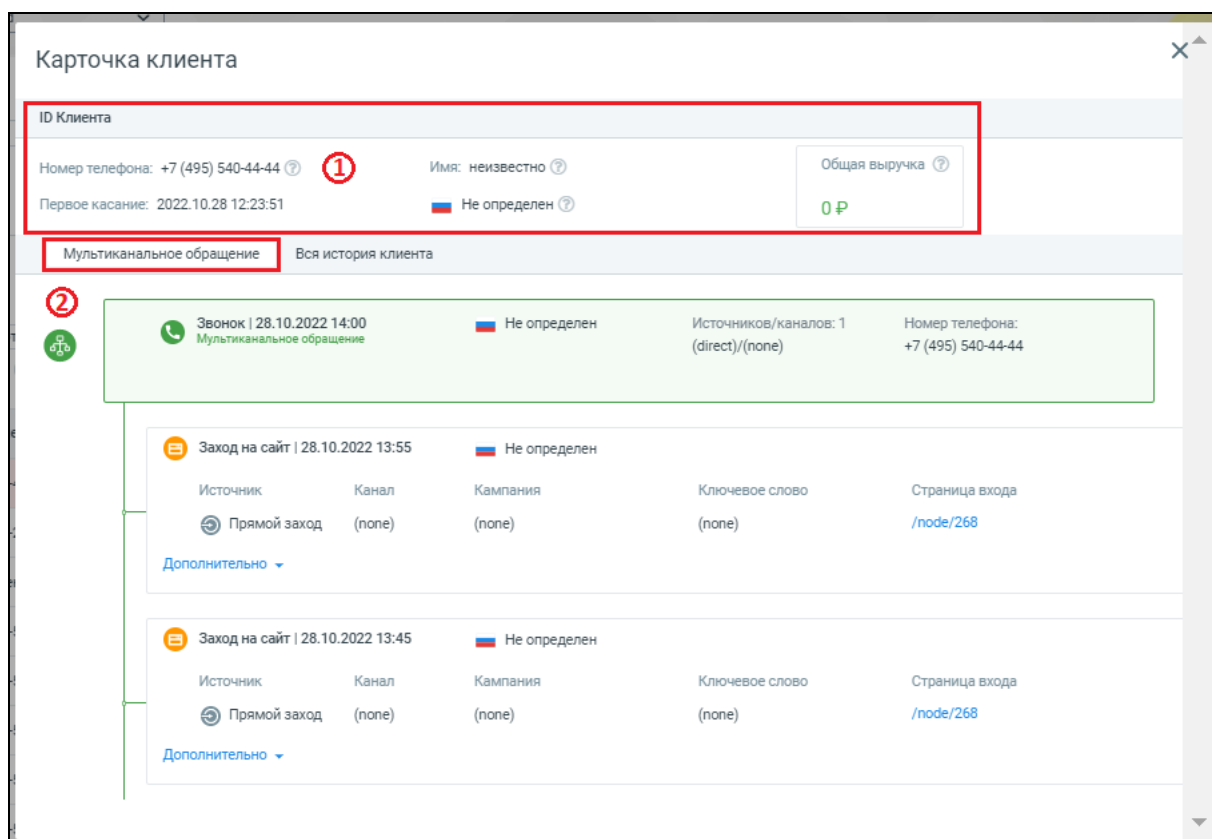 Карточка клиента
ID Клиента
Номер телефона: +7 (495) 540-44-44 ? ① Имя: неизвестно ? Общая выручка ?
Первое касание: 2022.10.28 12:23:51 Не определен ? 0 ₽
Мультиканальное обращение Вся история клиента
②
Звонок | 28.10.2022 14:00 Не определен Источников/каналов: 1 Номер телефона:
Мультиканальное обращение (direct)/(none) +7 (495) 540-44-44
Заход на сайт | 28.10.2022 13:55 Не определен
Источник Канал Кампания Ключевое слово Страница входа
Прямой заход (none) (none) (none) /node/268
Дополнительно
Заход на сайт | 28.10.2022 13:45 Не определен
Источник Канал Кампания Ключевое слово Страница входа
Прямой заход (none) (none) (none) /node/268
Дополнительно